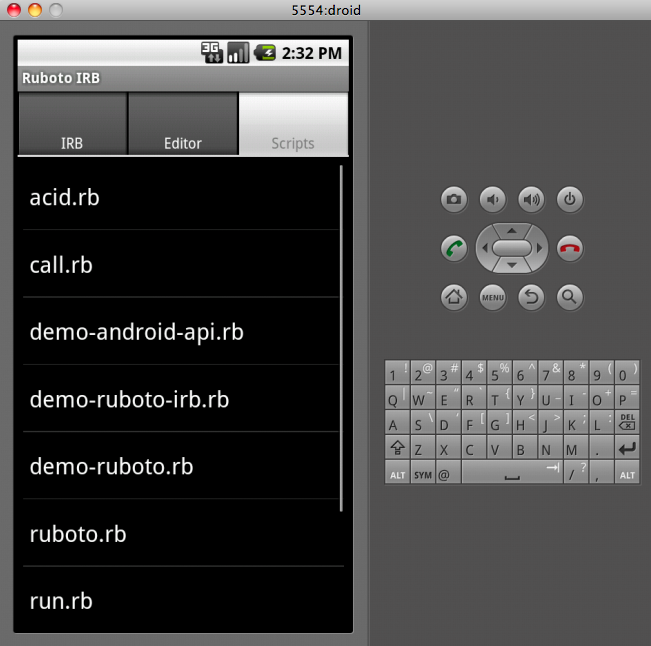 5554:droid
3G 2:32 PM
Ruboto IRB
IRB Editor Scripts
acid.rb
call.rb
demo-android-api.rb
demo-ruboto-irb.rb
demo-ruboto.rb
ruboto.rb
run.rb
MENU
1 ! 2 @ 3 # 4 $ 5 % 6 ^ 7 & 8 * 9 ( 0 )
Q | W ~ E " R ` T { Y } U _ I - O + P =
A S \ D ' F [ G ] H < J > K ; L : DEL
Z X C V B N M .
ALT SYM @ / ? , ALT